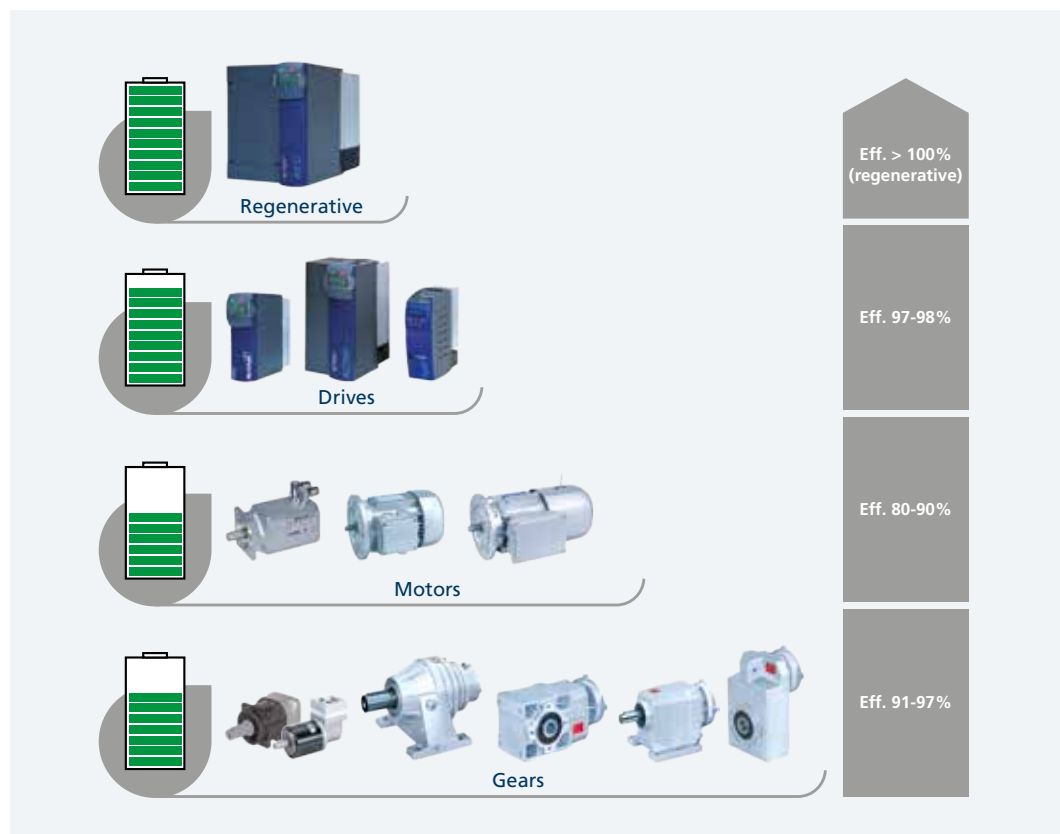 Regenerative
Eff. > 100%
(regenerative)
Drives
Eff. 97-98%
Motors
Eff. 80-90%
Gears
Eff. 91-97%